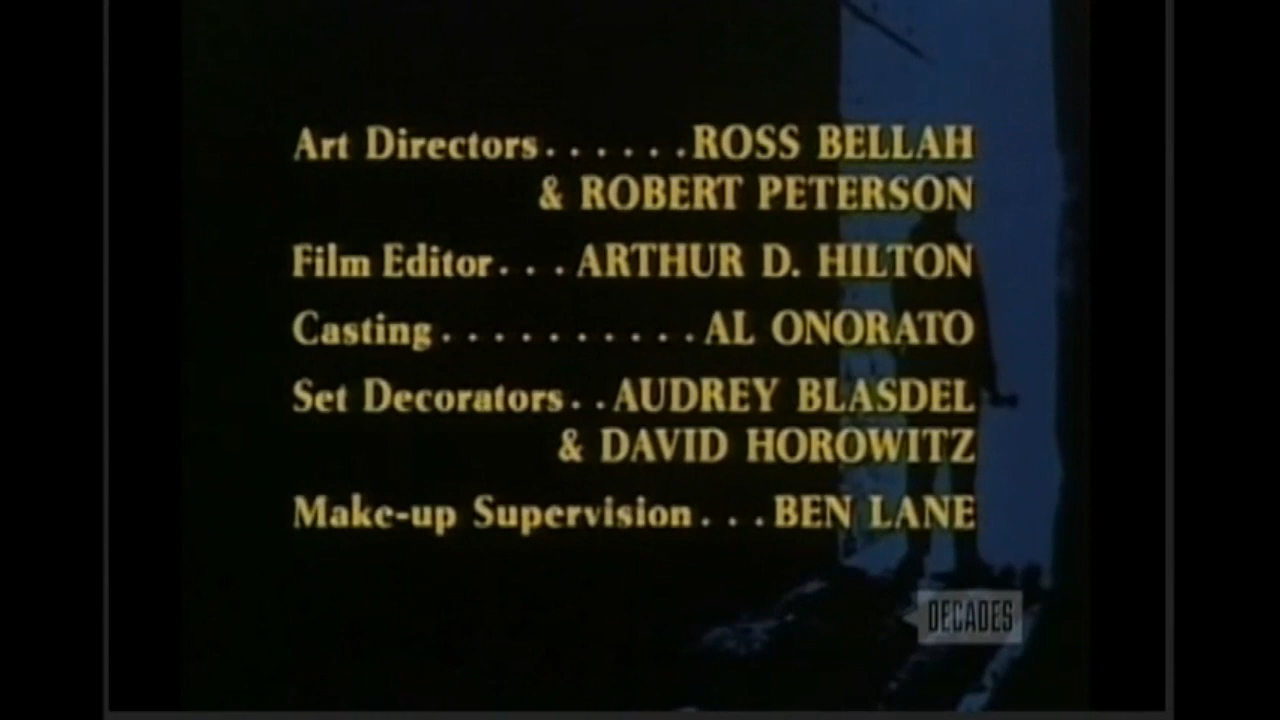 Art Directors......ROSS BELLAH
& ROBERT PETERSON
Film Editor...ARTHUR D. HILTON
Casting..........AL ONORATO
Set Decorators..AUDREY BLASDEL
& DAVID HOROWITZ
Make-up Supervision...BEN LANE
DECADES